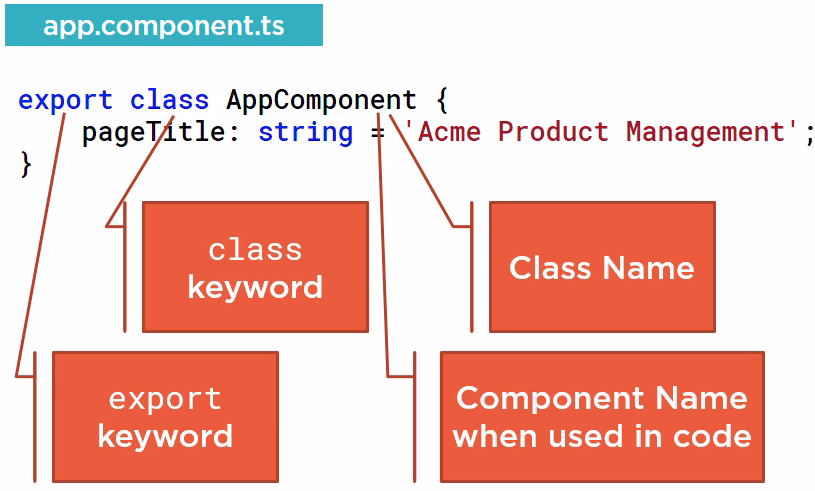 app.component.ts
export class AppComponent {
    pageTitle: string = 'Acme Product Management';
}
class
keyword
Class Name
export
keyword
Component Name
when used in code